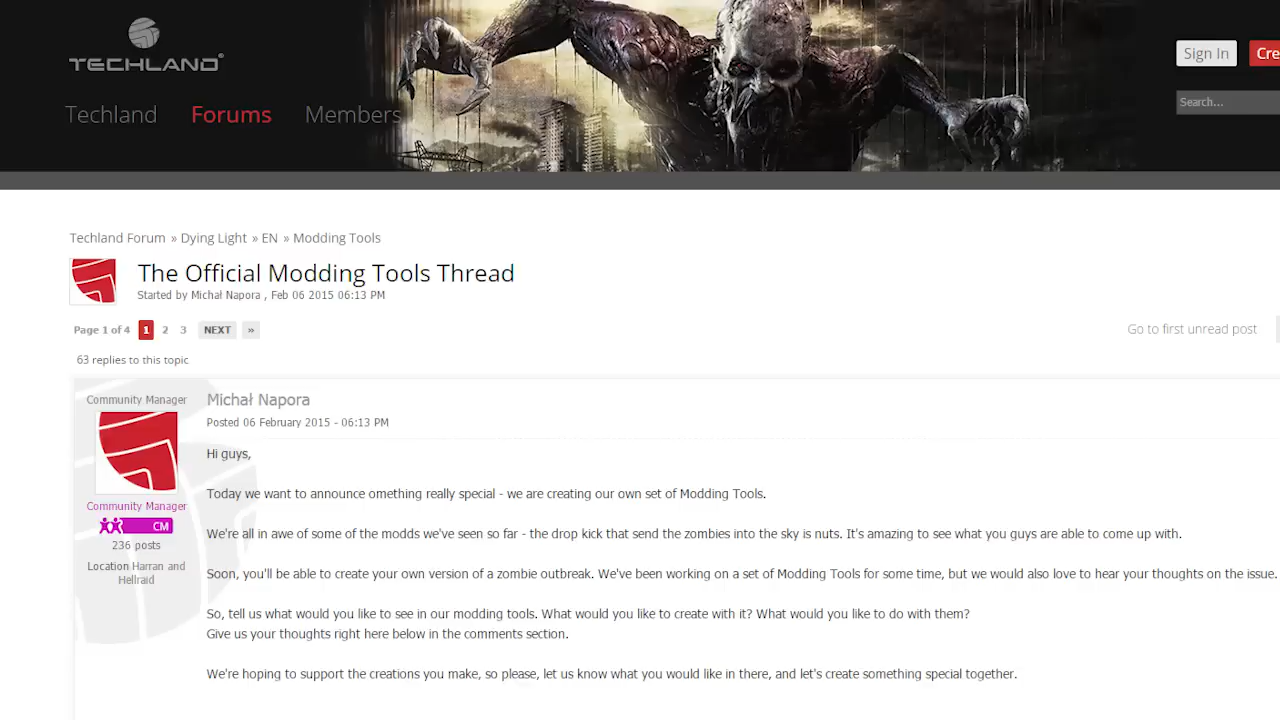 TECHLAND®
Sign In
Cre
Techland Forums Members
Search...
Techland Forum » Dying Light » EN » Modding Tools
The Official Modding Tools Thread
Started by Michał Napora , Feb 06 2015 06:13 PM
Page 1 of 4 1 2 3 NEXT »
Go to first unread post
63 replies to this topic
Community Manager
Michał Napora
Posted 06 February 2015 - 06:13 PM
Hi guys,
Today we want to announce omething really special - we are creating our own set of Modding Tools.
Community Manager
CM
236 posts
Location Harran and
Hellraid
We're all in awe of some of the modds we've seen so far - the drop kick that send the zombies into the sky is nuts. It's amazing to see what you guys are able to come up with.
Soon, you'll be able to create your own version of a zombie outbreak. We've been working on a set of Modding Tools for some time, but we would also love to hear your thoughts on the issue.
So, tell us what would you like to see in our modding tools. What would you like to create with it? What would you like to do with them?
Give us your thoughts right here below in the comments section.
We're hoping to support the creations you make, so please, let us know what you would like in there, and let's create something special together.